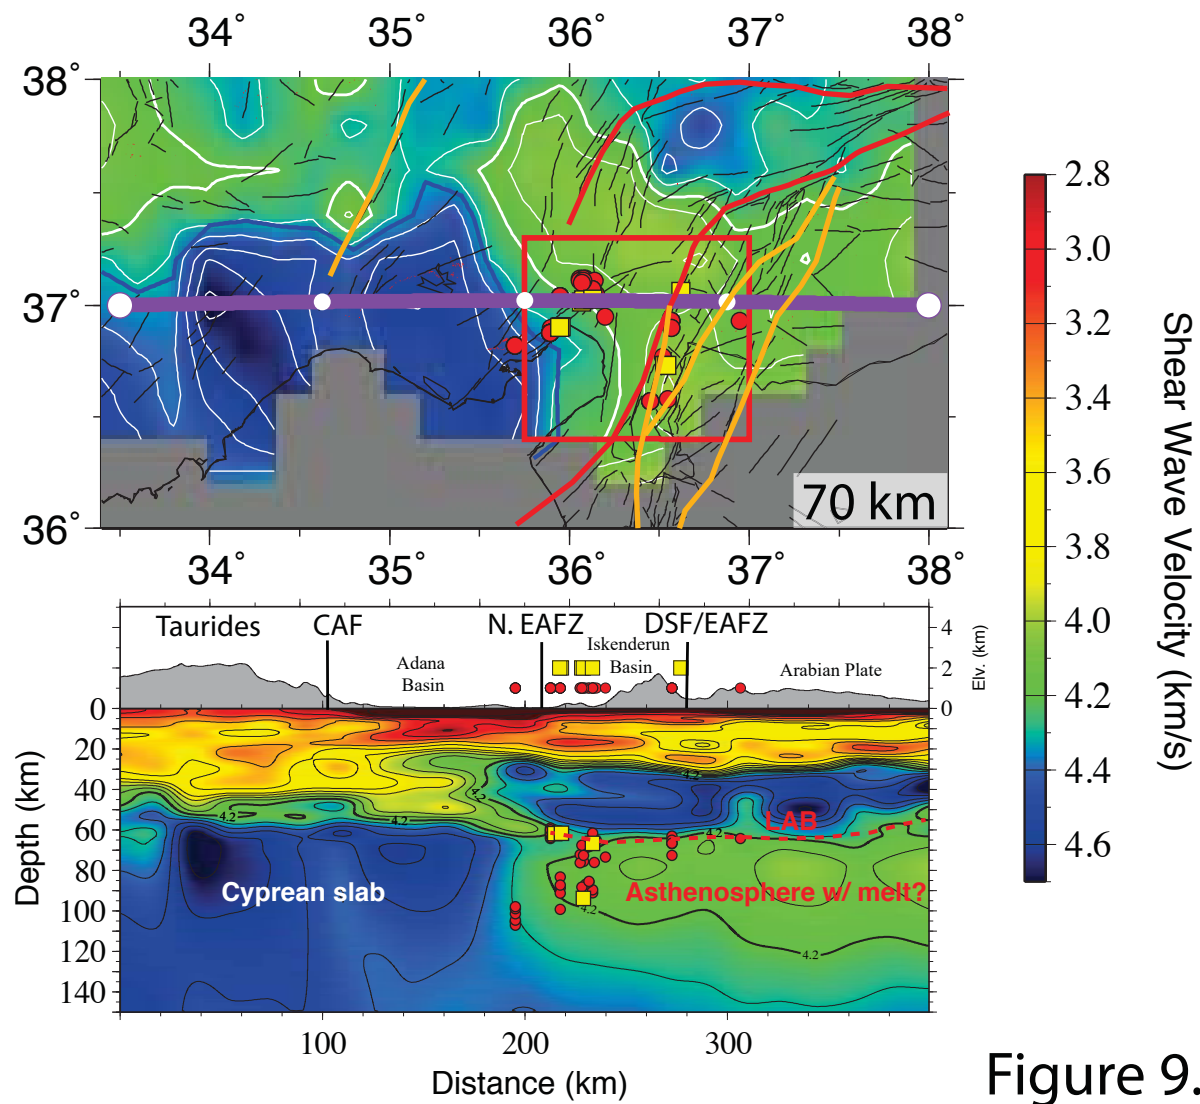 34˚ 35˚ 36˚ 37˚ 38˚
38˚
37˚
36˚
70 km
34˚ 35˚ 36˚ 37˚ 38˚
2.8
3.0
3.2
3.4
3.6
3.8
4.0
4.2
4.4
4.6
Shear Wave Velocity (km/s)
Taurides CAF N. EAFZ DSF/EAFZ
Adana
Basin
Iskenderun
Basin
Arabian Plate
4
2
0
Elv. (km)
0
20
40
60
80
100
120
140
Depth (km)
4.2
4.2
4.2
4.2
4.2
4.2
4.2
4.2
LAB
Cyprean slab
Asthenosphere w/ melt?
100 200 300
Distance (km)
Figure 9.